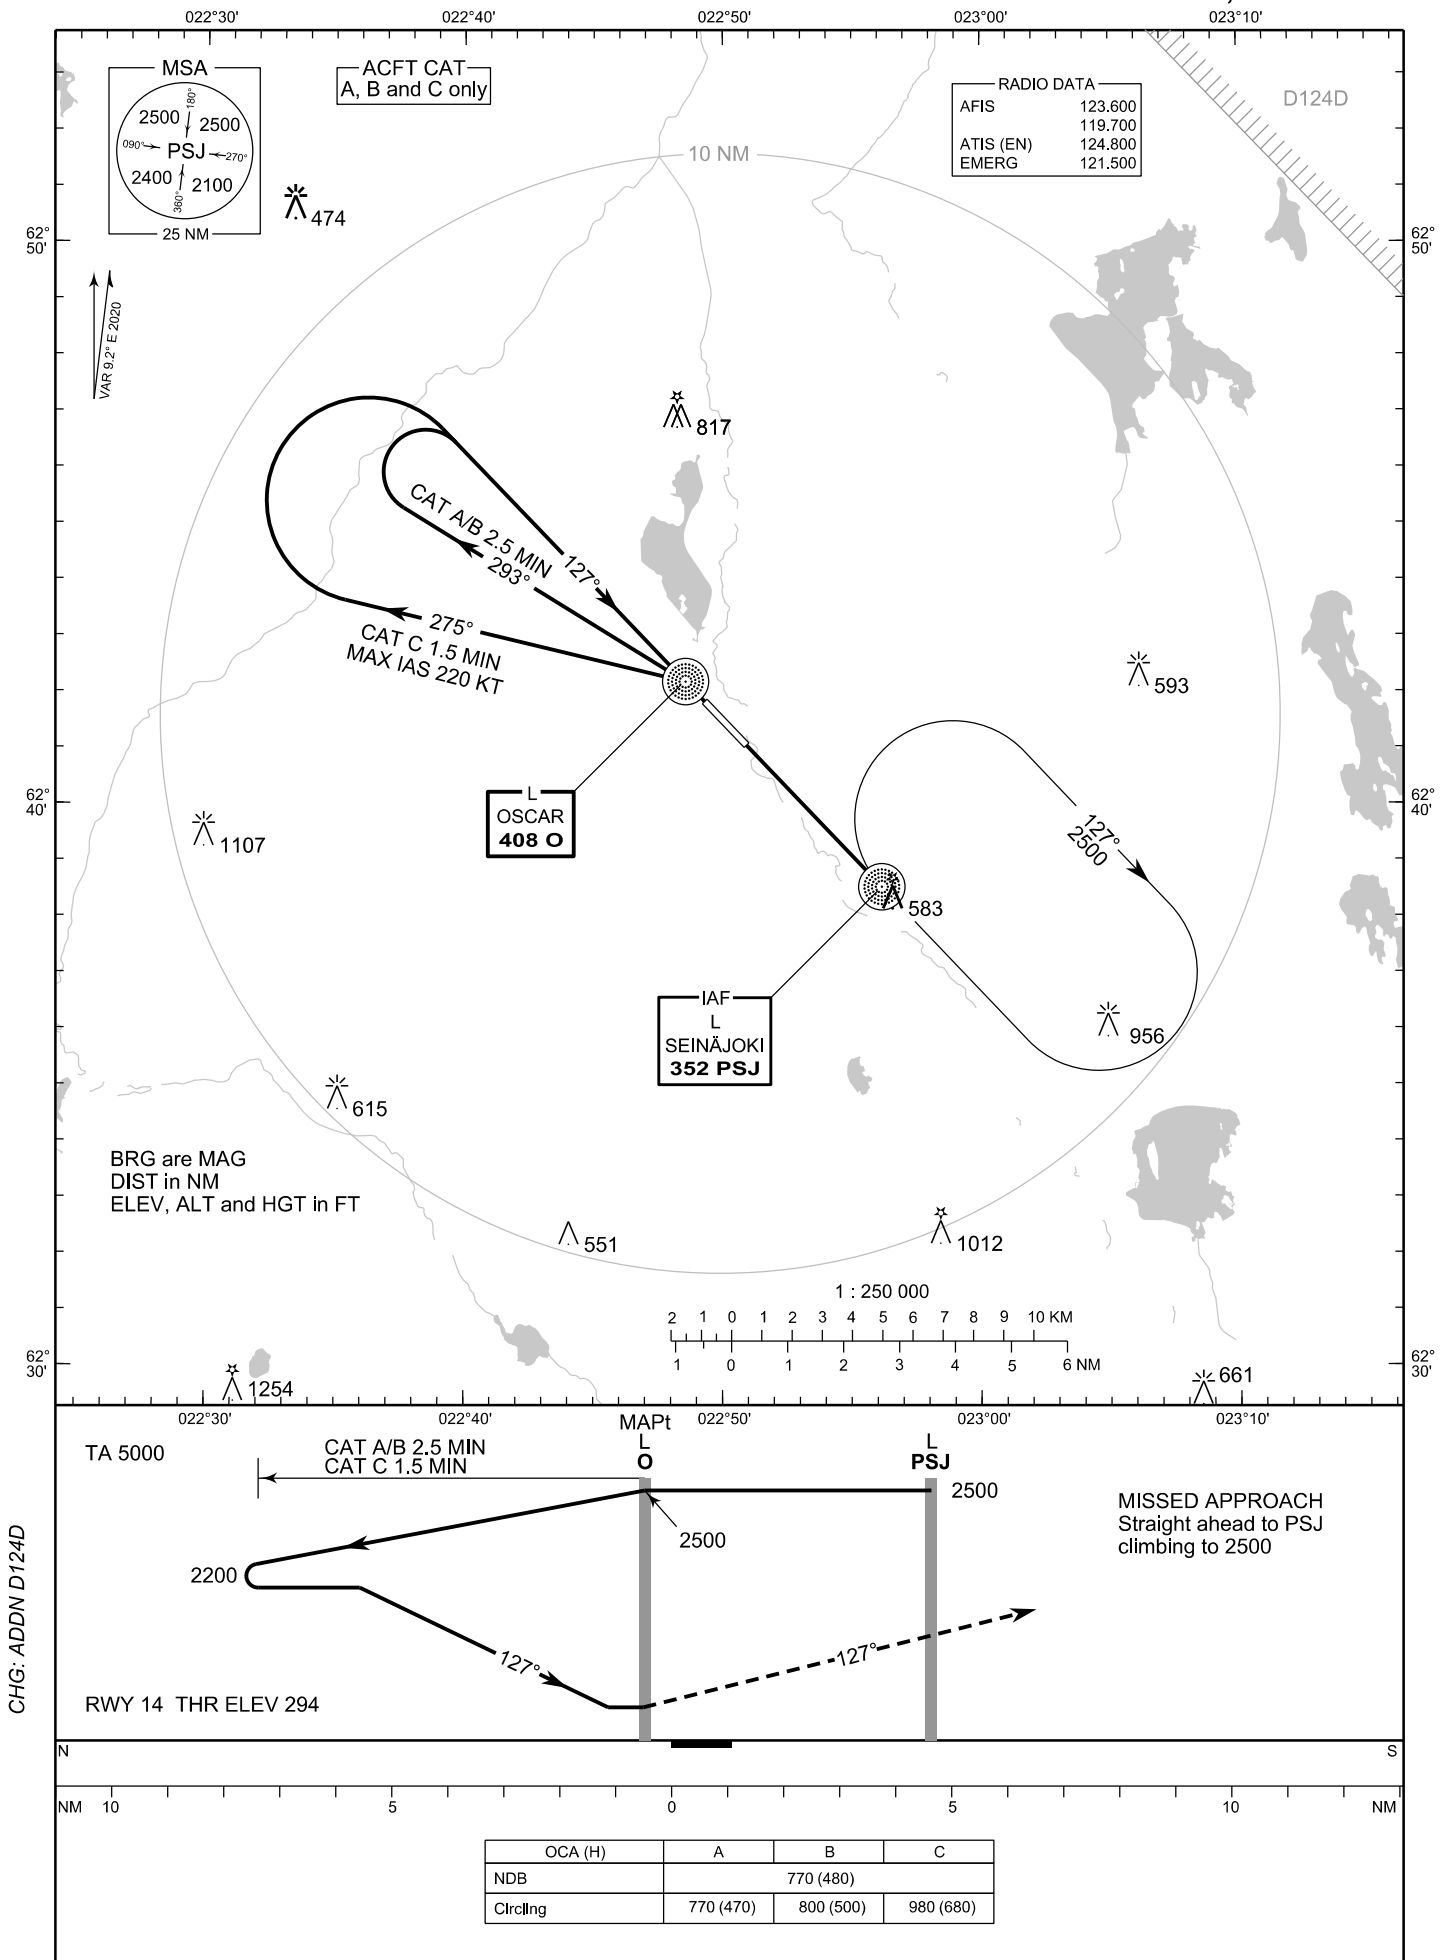 022°30'
022°40'
022°50'
023°00'
023°10'
MSA
2500
2500
180°
090°
PSJ
270°
2400
2100
360°
25 NM
ACFT CAT
A, B and C only
RADIO DATA
AFIS 123.600
119.700
ATIS (EN) 124.800
EMERG 121.500
D124D
10 NM
474
62°
50'
62°
50'
VAR 9.2° E 2020
817
CAT A/B 2.5 MIN
293°
127°
275°
CAT C 1.5 MIN
MAX IAS 220 KT
593
L
OSCAR
408 O
62°
40'
62°
40'
1107
127°
2500
583
IAF
L
SEINÄJOKI
352 PSJ
956
615
BRG are MAG
DIST in NM
ELEV, ALT and HGT in FT
551
1012
1 : 250 000
2 1 0 1 2 3 4 5 6 7 8 9 10 KM
1 0 1 2 3 4 5 6 NM
62°
30'
62°
30'
1254
661
022°30'
022°40'
022°50'
023°00'
023°10'
TA 5000
CAT A/B 2.5 MIN
CAT C 1.5 MIN
MAPt
L
O
L
PSJ
2500
2500
MISSED APPROACH
Straight ahead to PSJ
climbing to 2500
2200
127°
127°
RWY 14 THR ELEV 294
CHG: ADDN D124D
N
S
NM 10 5 0 5 10 NM
OCA (H) A B C
NDB 770 (480)
Circling 770 (470) 800 (500) 980 (680)